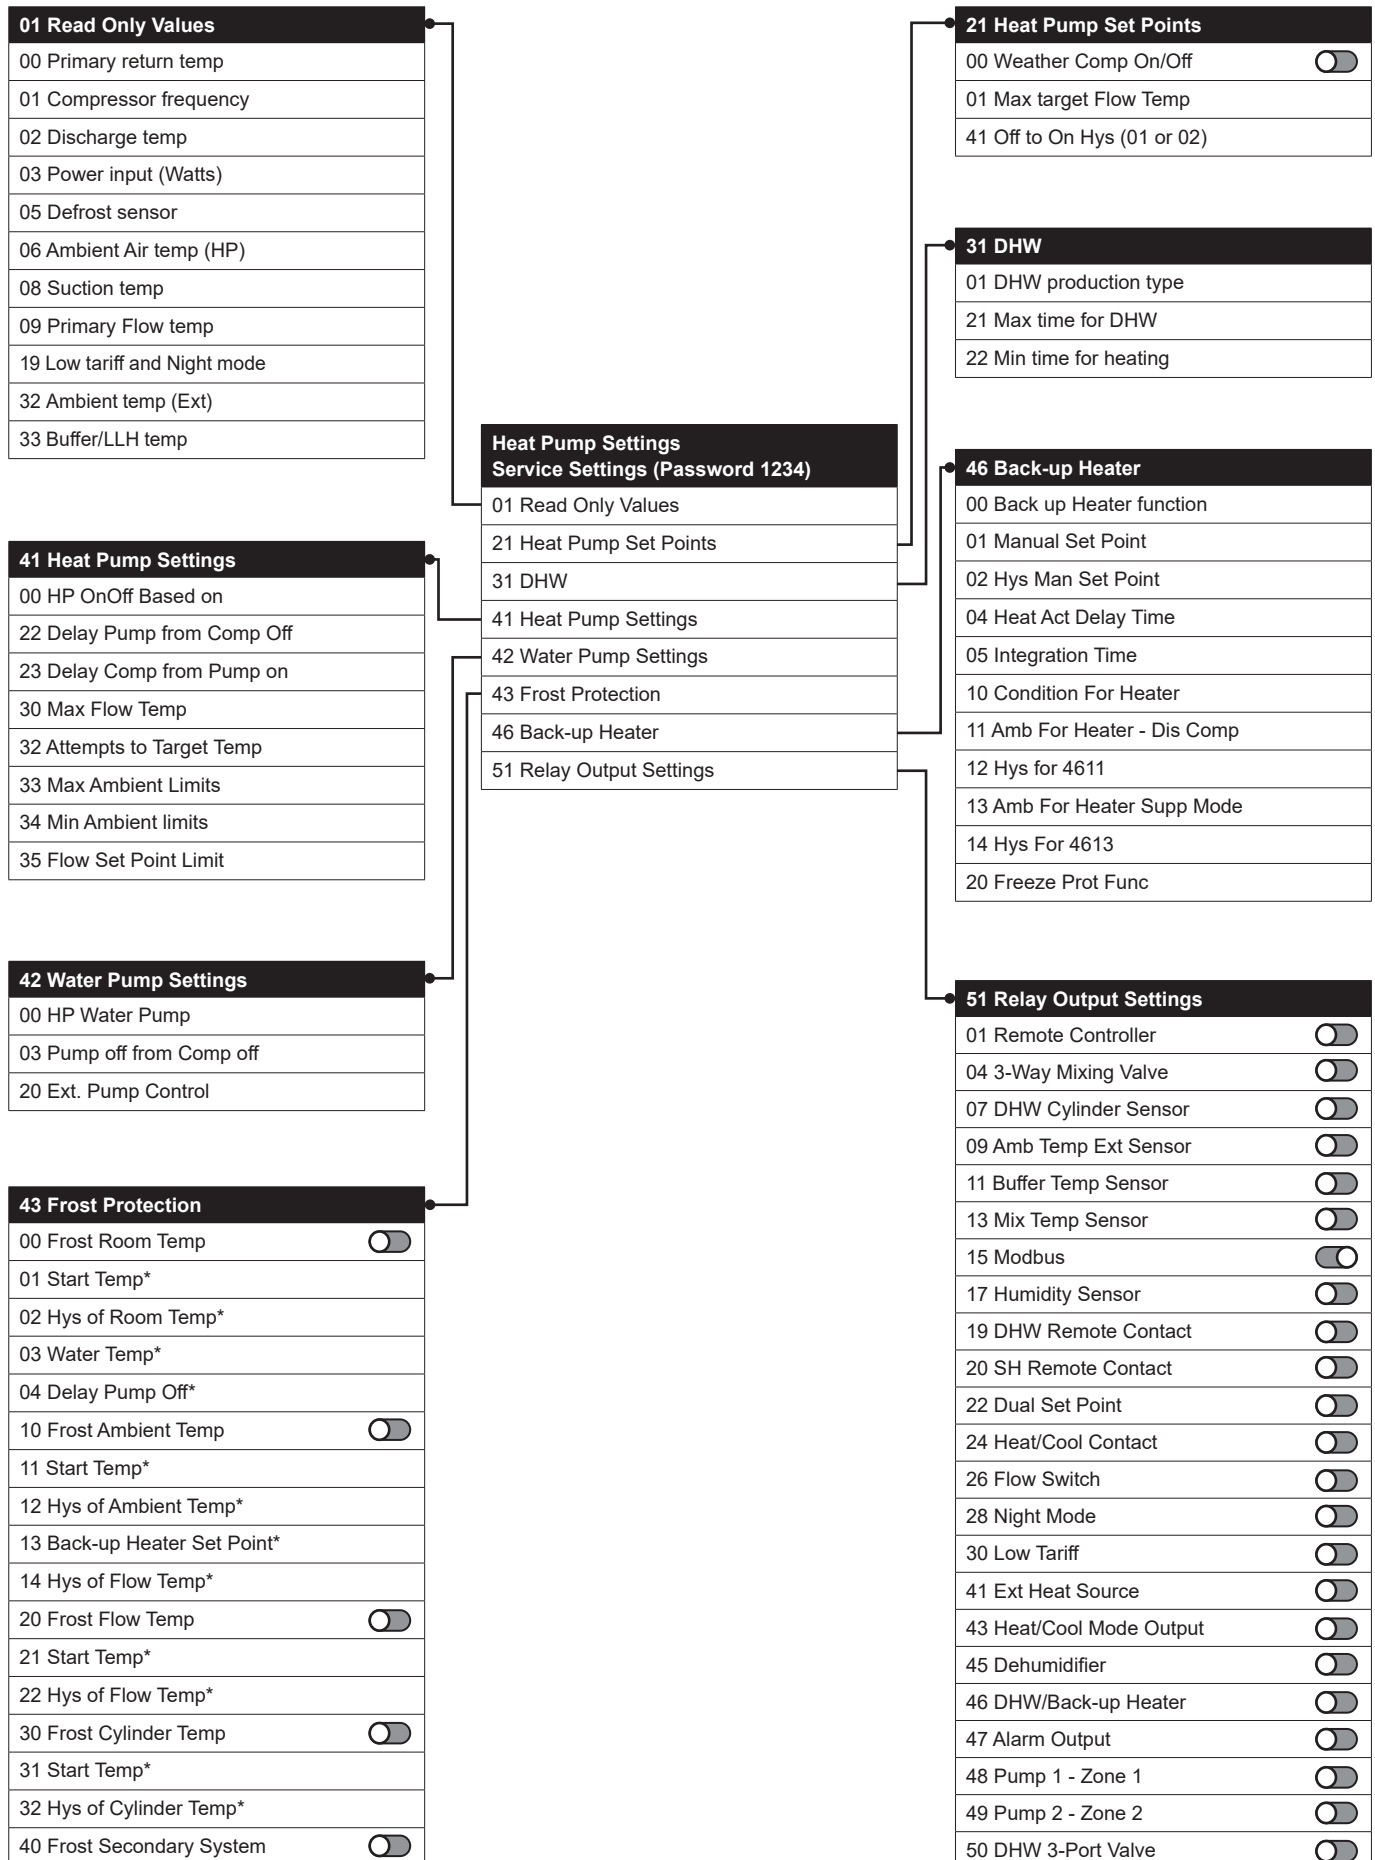 01 Read Only Values
00 Primary return temp
01 Compressor frequency
02 Discharge temp
03 Power input (Watts)
05 Defrost sensor
06 Ambient Air temp (HP)
08 Suction temp
09 Primary Flow temp
19 Low tariff and Night mode
32 Ambient temp (Ext)
33 Buffer/LLH temp
41 Heat Pump Settings
00 HP OnOff Based on
22 Delay Pump from Comp Off
23 Delay Comp from Pump on
30 Max Flow Temp
32 Attempts to Target Temp
33 Max Ambient Limits
34 Min Ambient limits
35 Flow Set Point Limit
42 Water Pump Settings
00 HP Water Pump
03 Pump off from Comp off
20 Ext. Pump Control
43 Frost Protection
00 Frost Room Temp
01 Start Temp*
02 Hys of Room Temp*
03 Water Temp*
04 Delay Pump Off*
10 Frost Ambient Temp
11 Start Temp*
12 Hys of Ambient Temp*
13 Back-up Heater Set Point*
14 Hys of Flow Temp*
20 Frost Flow Temp
21 Start Temp*
22 Hys of Flow Temp*
30 Frost Cylinder Temp
31 Start Temp*
32 Hys of Cylinder Temp*
40 Frost Secondary System
Heat Pump Settings
Service Settings (Password 1234)
01 Read Only Values
21 Heat Pump Set Points
31 DHW
41 Heat Pump Settings
42 Water Pump Settings
43 Frost Protection
46 Back-up Heater
51 Relay Output Settings
21 Heat Pump Set Points
00 Weather Comp On/Off
01 Max target Flow Temp
41 Off to On Hys (01 or 02)
31 DHW
01 DHW production type
21 Max time for DHW
22 Min time for heating
46 Back-up Heater
00 Back up Heater function
01 Manual Set Point
02 Hys Man Set Point
04 Heat Act Delay Time
05 Integration Time
10 Condition For Heater
11 Amb For Heater - Dis Comp
12 Hys for 4611
13 Amb For Heater Supp Mode
14 Hys For 4613
20 Freeze Prot Func
51 Relay Output Settings
01 Remote Controller
04 3-Way Mixing Valve
07 DHW Cylinder Sensor
09 Amb Temp Ext Sensor
11 Buffer Temp Sensor
13 Mix Temp Sensor
15 Modbus
17 Humidity Sensor
19 DHW Remote Contact
20 SH Remote Contact
22 Dual Set Point
24 Heat/Cool Contact
26 Flow Switch
28 Night Mode
30 Low Tariff
41 Ext Heat Source
43 Heat/Cool Mode Output
45 Dehumidifier
46 DHW/Back-up Heater
47 Alarm Output
48 Pump 1 - Zone 1
49 Pump 2 - Zone 2
50 DHW 3-Port Valve